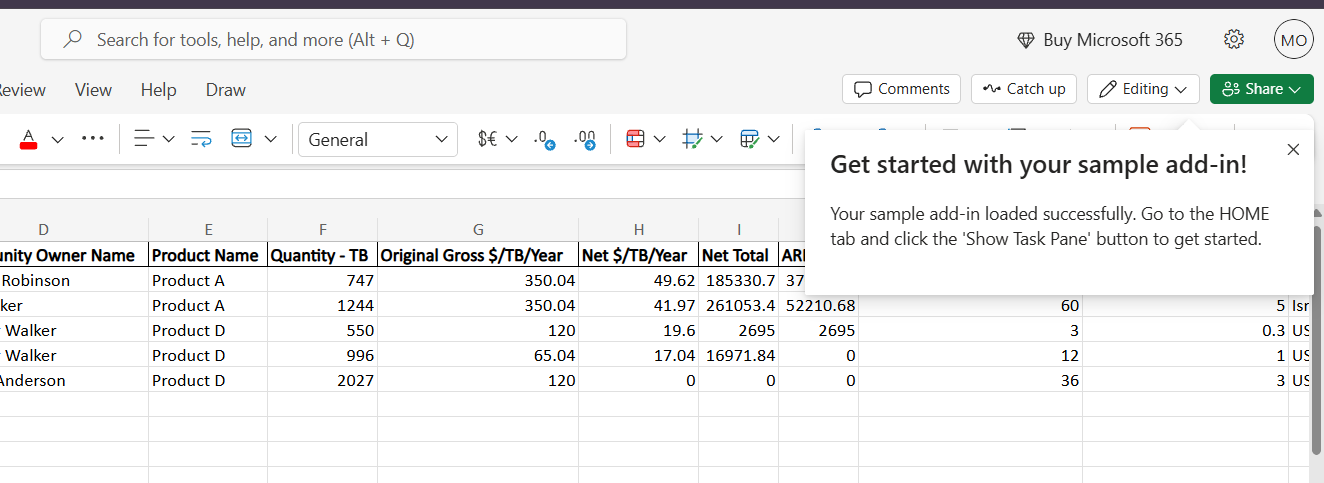 Search for tools, help, and more (Alt + Q)
Buy Microsoft 365
MO
Review View Help Draw
Comments Catch up Editing Share
A
General
$€ .0 .00
Get started with your sample add-in!
Your sample add-in loaded successfully. Go to the HOME
tab and click the 'Show Task Pane' button to get started.
D E F G H I
Owner Name Product Name Quantity - TB Original Gross $/TB/Year Net $/TB/Year Net Total
Robinson Product A 747 350.04 49.62 185330.7
Product A 1244 350.04 41.97 261053.4 52210.68 60 5
Walker Product D 550 120 19.6 2695 2695 3 0.3 US
Walker Product D 996 65.04 17.04 16971.84 0 12 1 US
Anderson Product D 2027 120 0 0 0 36 3 US